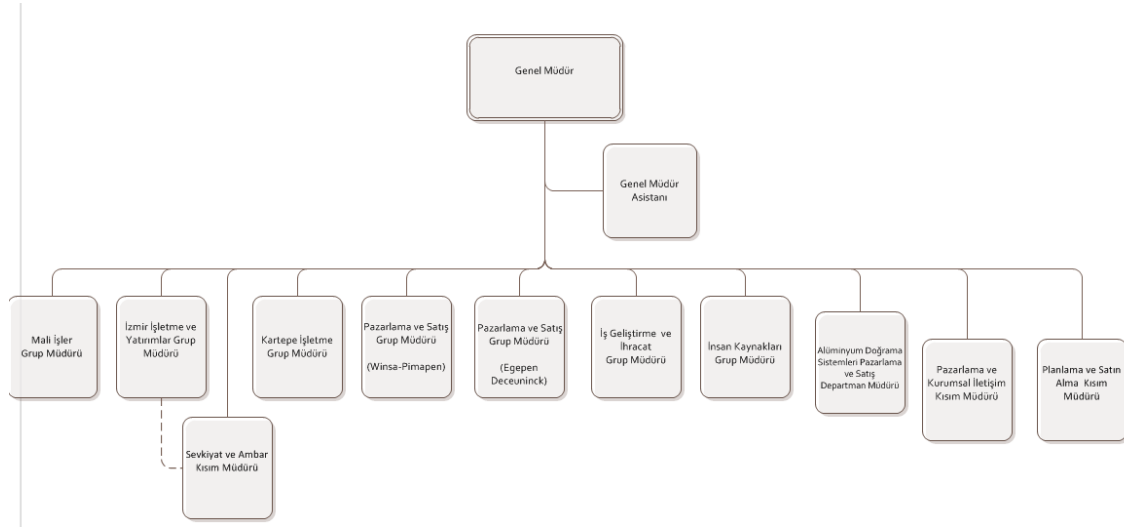 Genel Müdür
Genel Müdür
Asistanı
Mali İşler
Grup Müdürü
İzmir İşletme ve
Yatırımlar Grup
Müdürü
Kartepe İşletme
Grup Müdürü
Pazarlama ve Satış
Grup Müdürü
(Winsa-Pimapen)
Pazarlama ve Satış
Grup Müdürü
(Egepen
Deceuninck)
İş Geliştirme ve
İhracat
Grup Müdürü
İnsan Kaynakları
Grup Müdürü
Alüminyum Doğrama
Sistemleri Pazarlama
ve Satış
Departman Müdürü
Pazarlama ve
Kurumsal İletişim
Kısım Müdürü
Planlama ve Satın
Alma Kısım
Müdürü
Sevkiyat ve Ambar
Kısım Müdürü